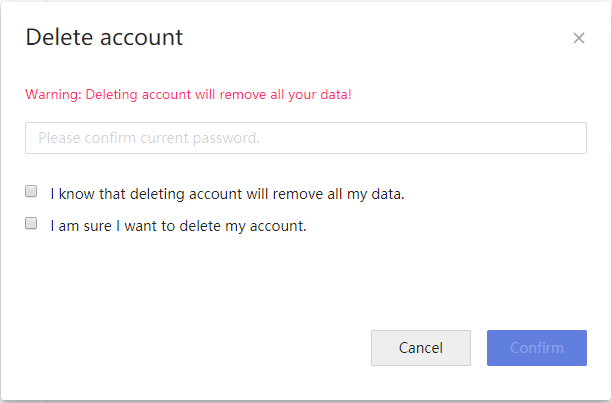 Delete account
Warning: Deleting account will remove all your data!
Please confirm current password.
I know that deleting account will remove all my data.
I am sure I want to delete my account.
Cancel
Confirm